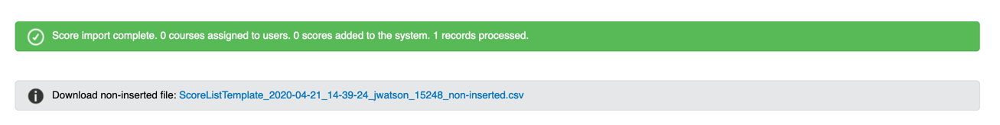 Score import complete. 0 courses assigned to users. 0 scores added to the system. 1 records processed.
Download non-inserted file: ScoreListTemplate_2020-04-21_14-39-24_jwatson_15248_non-inserted.csv